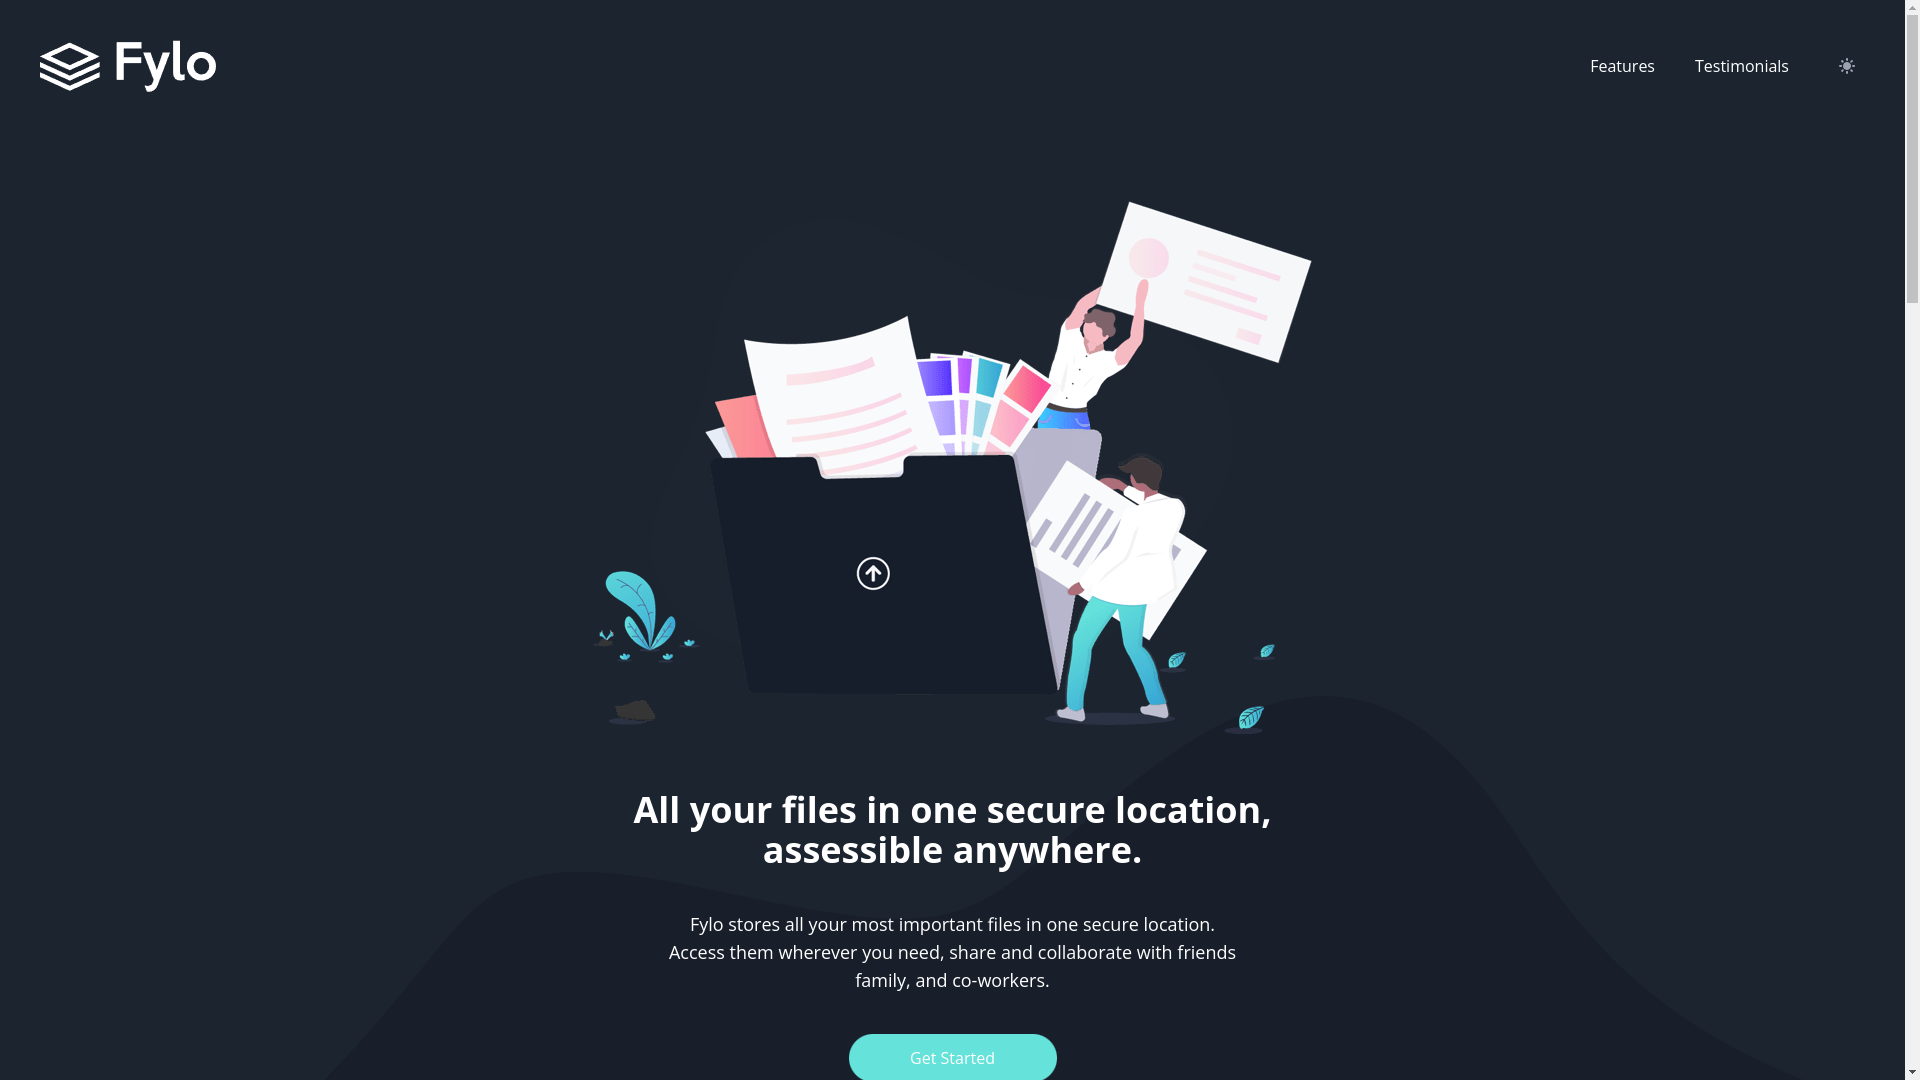 Fylo
Features
Testimonials
All your files in one secure location,
assessible anywhere.
Fylo stores all your most important files in one secure location.
Access them wherever you need, share and collaborate with friends
family, and co-workers.
Get Started